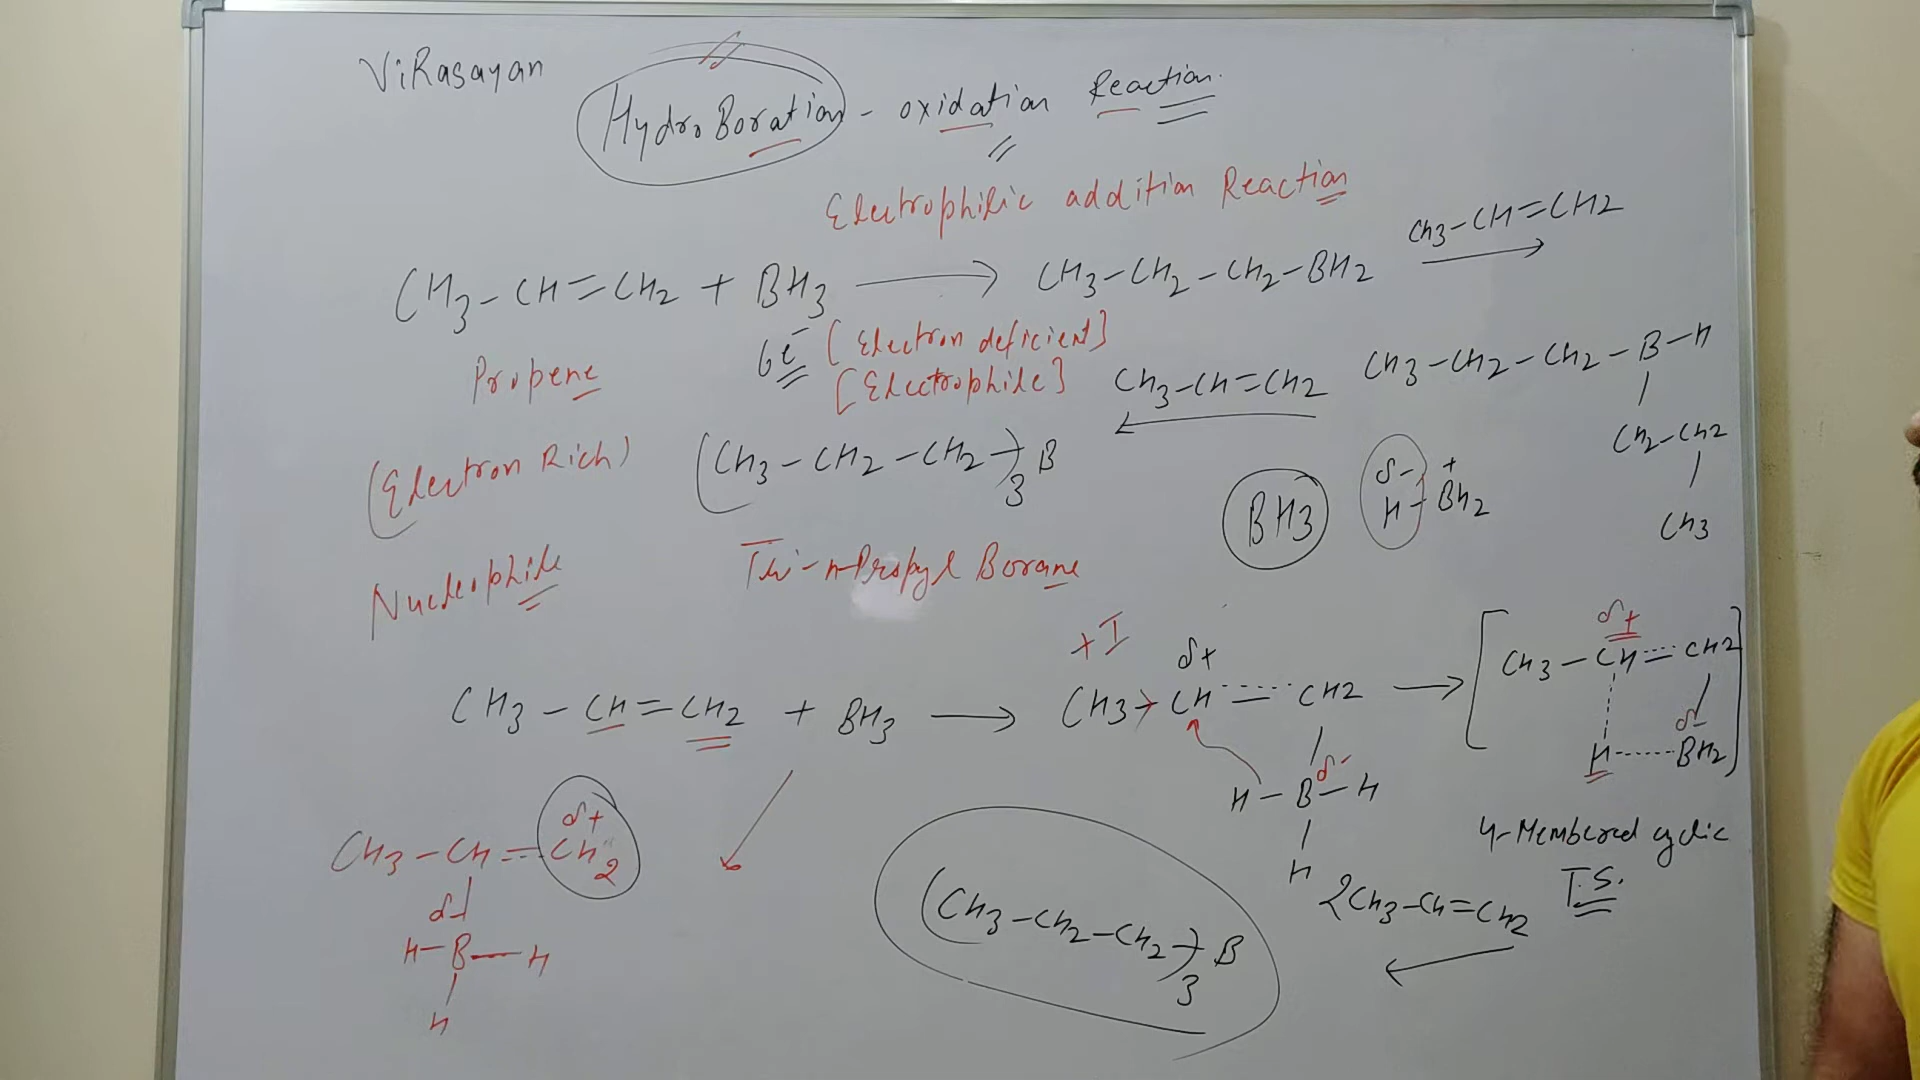 ViRasayan
HydroBoration - oxidation Reaction.
Electrophilic addition Reaction
CH3-CH=CH2
CH3-CH=CH2 + BH3 ⟶ CH3-CH2-CH2-BH2 ⟶
6e- [Electron deficient]
[Electrophile]
Propene
CH3-CH=CH2
⟵
CH3-CH2-CH2-B-H
|
CH2-CH2
|
CH3
(Electron Rich)
(CH3-CH2-CH2)3 B
BH3
δ- +
H-BH2
Nucleophile
Tri-n-Propyl Borane
+I δ+
CH3-CH=CH2 + BH3 ⟶ CH3→CH=CH2 ⟶
|
δ-
H-B-H
|
H
[δ+
CH3-CH=CH2
δ-
H-----BH2]
4-Membered cyclic
T.S.
δ+
CH3-CH=CH2
|
δ-
H-B-H
|
H
2CH3-CH=CH2
⟵
(CH3-CH2-CH2)3 B